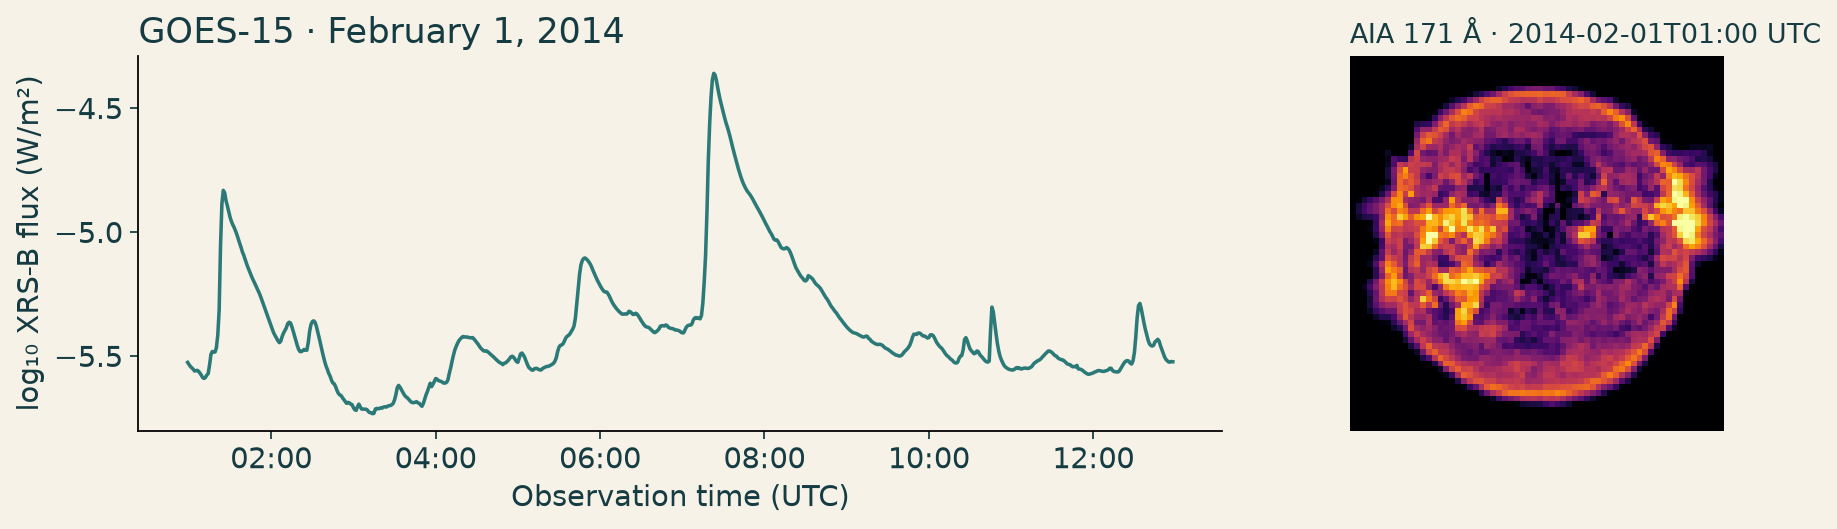 GOES-15 · February 1, 2014
AIA 171 Å · 2014-02-01T01:00 UTC
log₁₀ XRS-B flux (W/m²)
−4.5
−5.0
−5.5
02:00 04:00 06:00 08:00 10:00 12:00
Observation time (UTC)